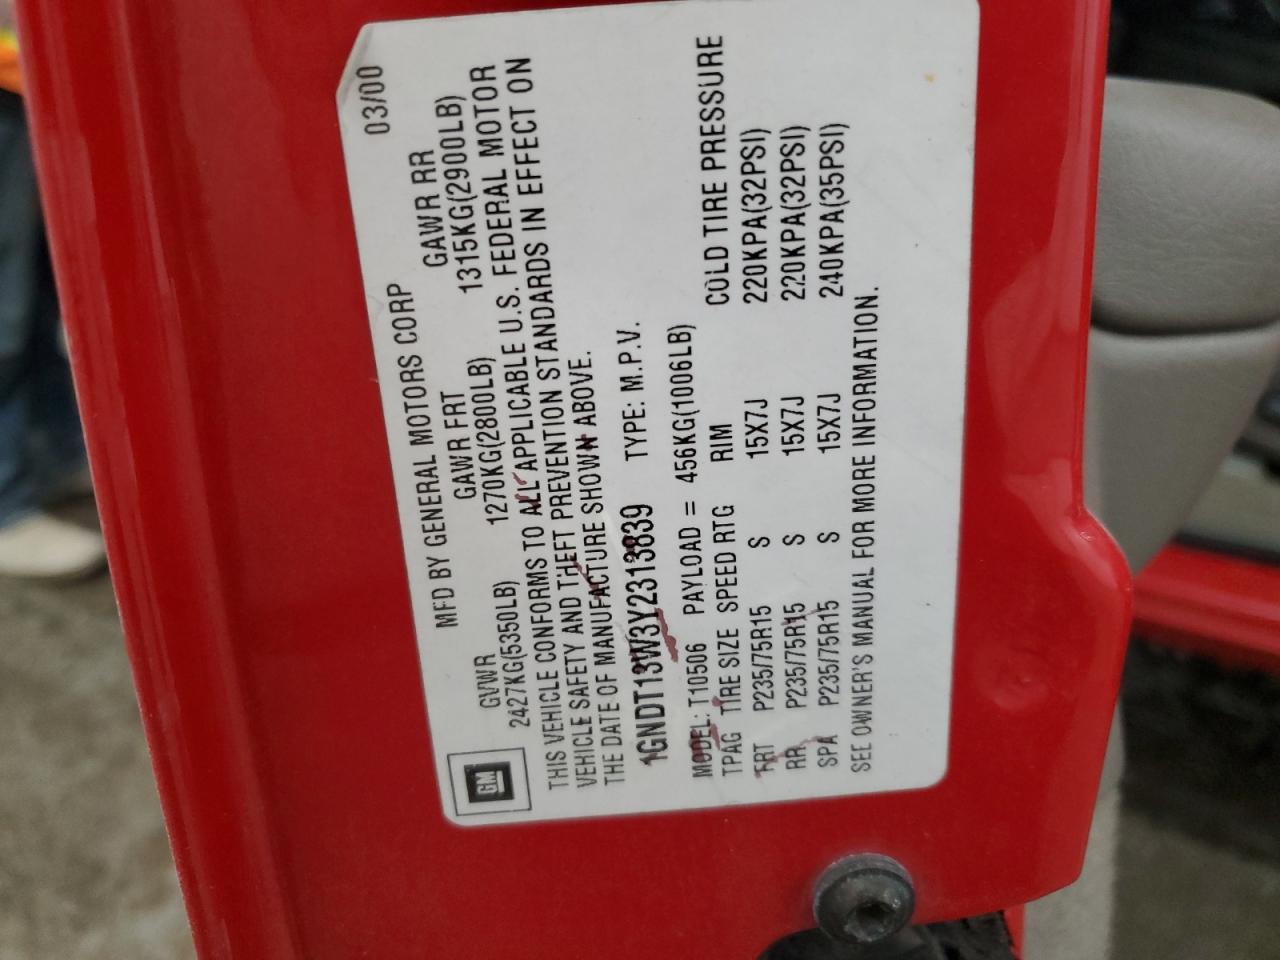 03/00
MFD BY GENERAL MOTORS CORP
GM
GVWR GAWR FRT GAWR RR
2427KG(5350LB) 1270KG(2800LB) 1315KG(2900LB)
THIS VEHICLE CONFORMS TO ALL APPLICABLE U.S. FEDERAL MOTOR
VEHICLE SAFETY AND THEFT PREVENTION STANDARDS IN EFFECT ON
THE DATE OF MANUFACTURE SHOWN ABOVE.
1GNDT13W3Y2313839 TYPE: M.P.V.
MODEL: T10506 PAYLOAD = 456KG(1006LB)
TPAG TIRE SIZE SPEED RTG RIM COLD TIRE PRESSURE
FRT P235/75R15 S 15X7J 220KPA(32PSI)
RR P235/75R15 S 15X7J 220KPA(32PSI)
SPA P235/75R15 S 15X7J 240KPA(35PSI)
SEE OWNER'S MANUAL FOR MORE INFORMATION.